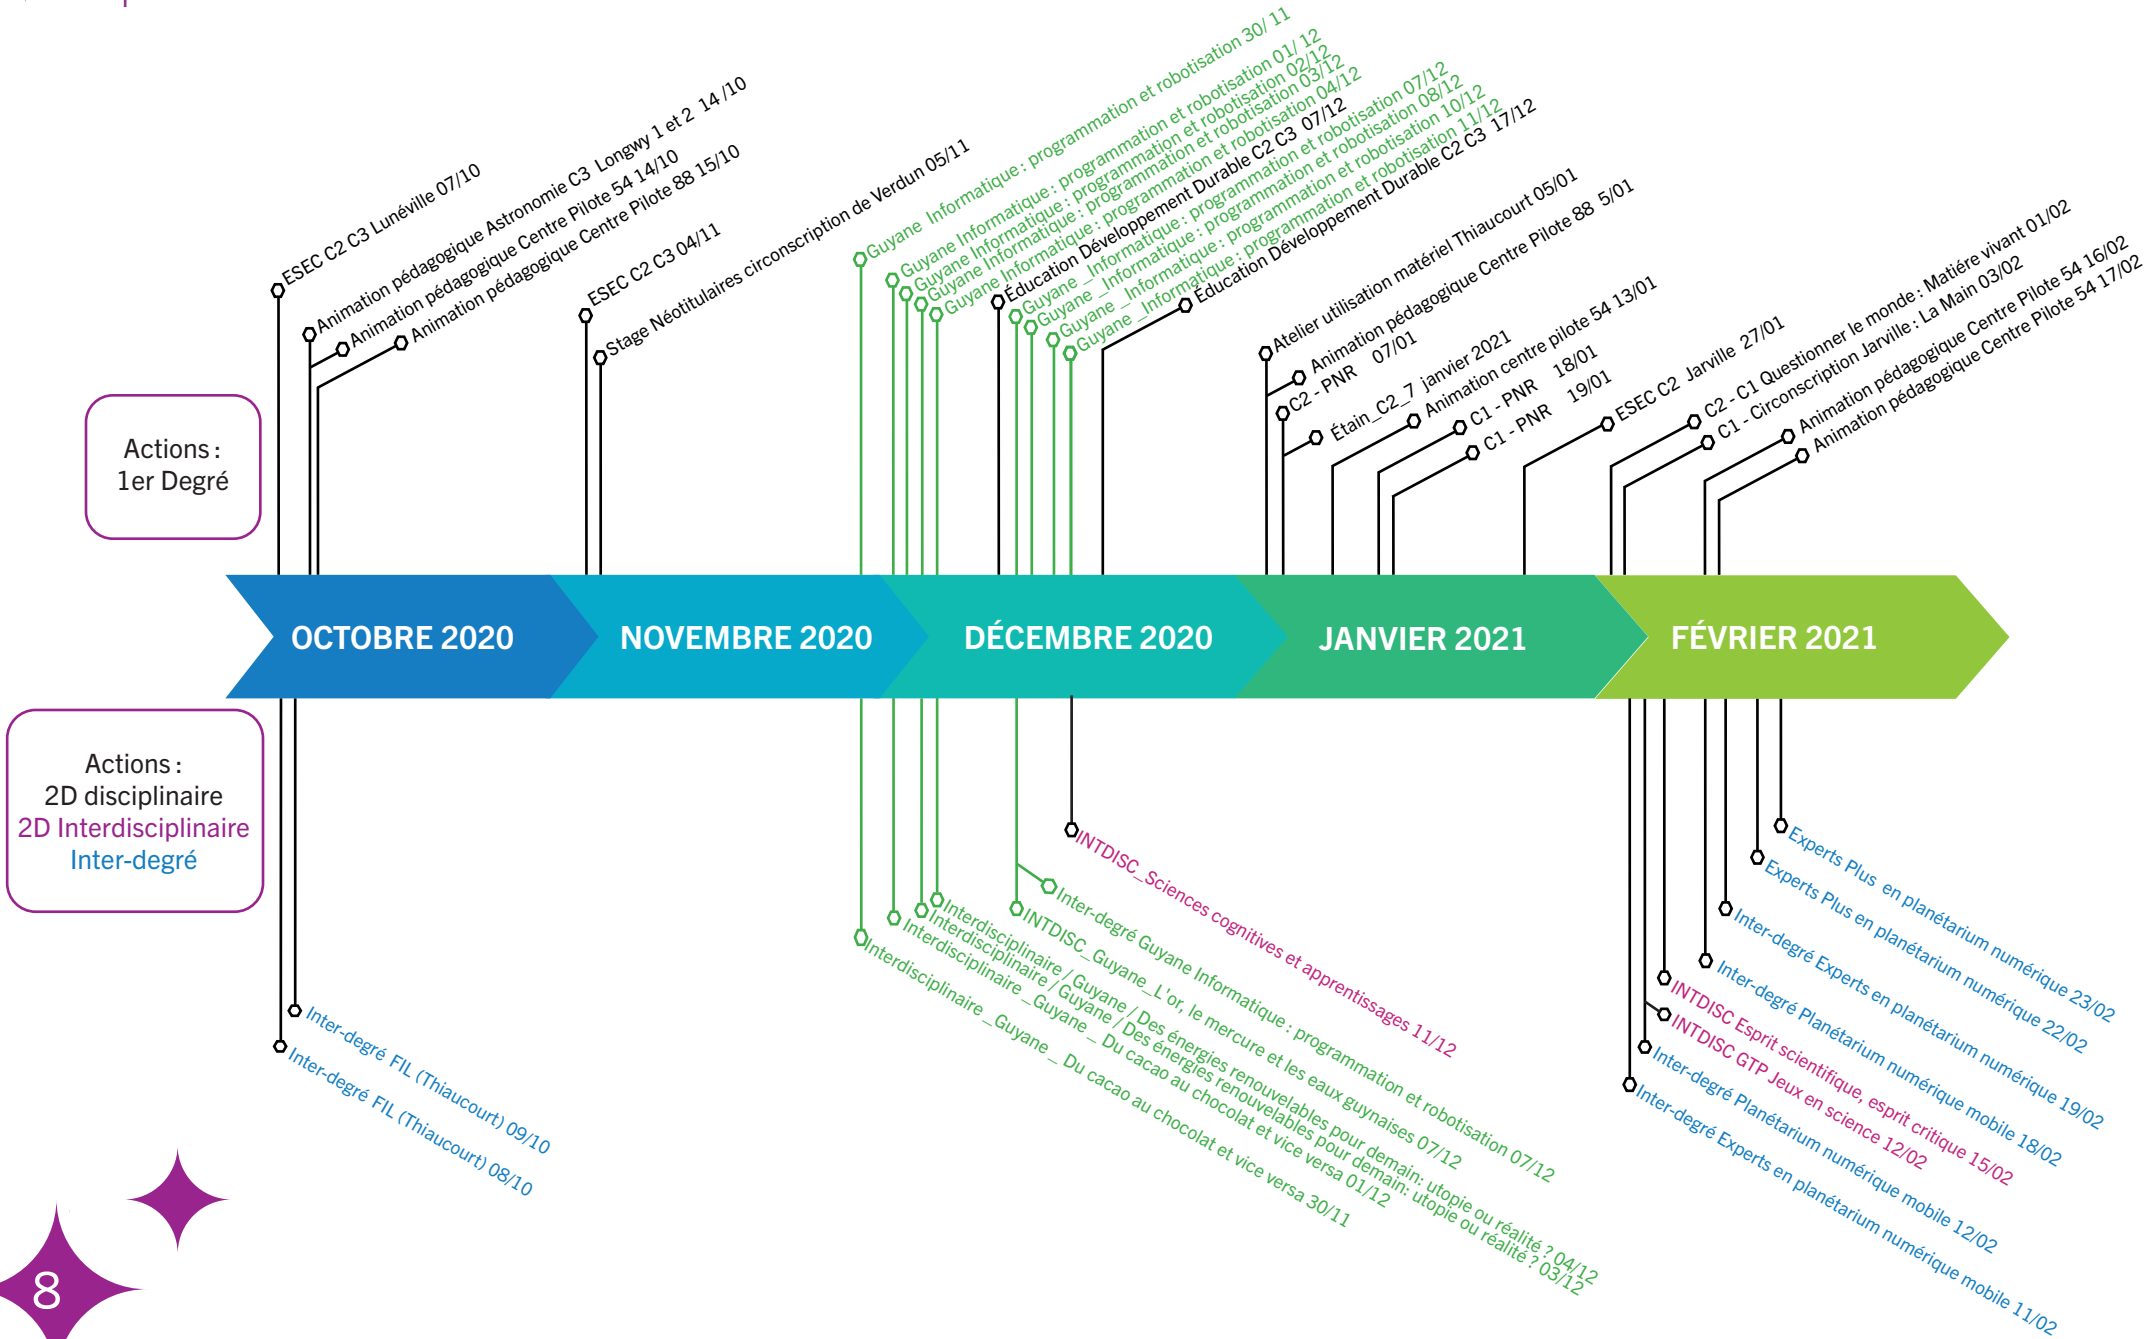 ESEC C2 C3 Lunéville 07/10
Animation pédagogique Astronomie C3 Longwy 1 et 2 14 /10
Animation pédagogique Centre Pilote 54 14/10
Animation pédagogique Centre Pilote 88 15/10
ESEC C2 C3 04/11
Stage Néotitulaires circonscription de Verdun 05/11
Guyane Informatique : programmation et robotisation 30/ 11
Guyane Informatique : programmation et robotisation 01/ 12
Guyane Informatique : programmation et robotisation 02/12
Guyane Informatique : programmation et robotisation 03/12
Guyane Informatique : programmation et robotisation 04/12
Éducation Développement Durable C2 C3 07/12
Guyane _Informatique : programmation et robotisation 07/12
Guyane _Informatique : programmation et robotisation 08/12
Guyane _Informatique : programmation et robotisation 10/12
Guyane _Informatique : programmation et robotisation 11/12
Éducation Développement Durable C2 C3 17/12
Atelier utilisation matériel Thiaucourt 05/01
Animation pédagogique Centre Pilote 88 5/01
C2 - PNR 07/01
Étain_C2_7 janvier 2021
Animation centre pilote 54 13/01
C1 - PNR 18/01
C1 - PNR 19/01
ESEC C2 Jarville 27/01
C2 - C1 Questionner le monde : Matiére vivant 01/02
C1 - Circonscription Jarville : La Main 03/02
Animation pédagogique Centre Pilote 54 16/02
Animation pédagogique Centre Pilote 54 17/02
Actions :
1er Degré
OCTOBRE 2020
NOVEMBRE 2020
DÉCEMBRE 2020
JANVIER 2021
FÉVRIER 2021
Actions :
2D disciplinaire
2D Interdisciplinaire
Inter-degré
Inter-degré FIL (Thiaucourt) 09/10
Inter-degré FIL (Thiaucourt) 08/10
INTDISC_Sciences cognitives et apprentissages 11/12
Inter-degré Guyane Informatique : programmation et robotisation 07/12
INTDISC_Guyane_L'or, le mercure et les eaux guynaises 07/12
Interdisciplinaire / Guyane / Des énergies renouvelables pour demain: utopie ou réalité ? 04/12
Interdisciplinaire / Guyane / Des énergies renouvelables pour demain: utopie ou réalité ? 03/12
Interdisciplinaire _Guyane _ Du cacao au chocolat et vice versa 01/12
Interdisciplinaire _Guyane _ Du cacao au chocolat et vice versa 30/11
Experts Plus en planétarium numérique 23/02
Experts Plus en planétarium numérique 22/02
Inter-degré Experts en planétarium numérique 19/02
Inter-degré Planétarium numérique mobile 18/02
INTDISC Esprit scientifique, esprit critique 15/02
INTDISC GTP Jeux en science 12/02
Inter-degré Planétarium numérique mobile 12/02
Inter-degré Experts en planétarium numérique mobile 11/02
8